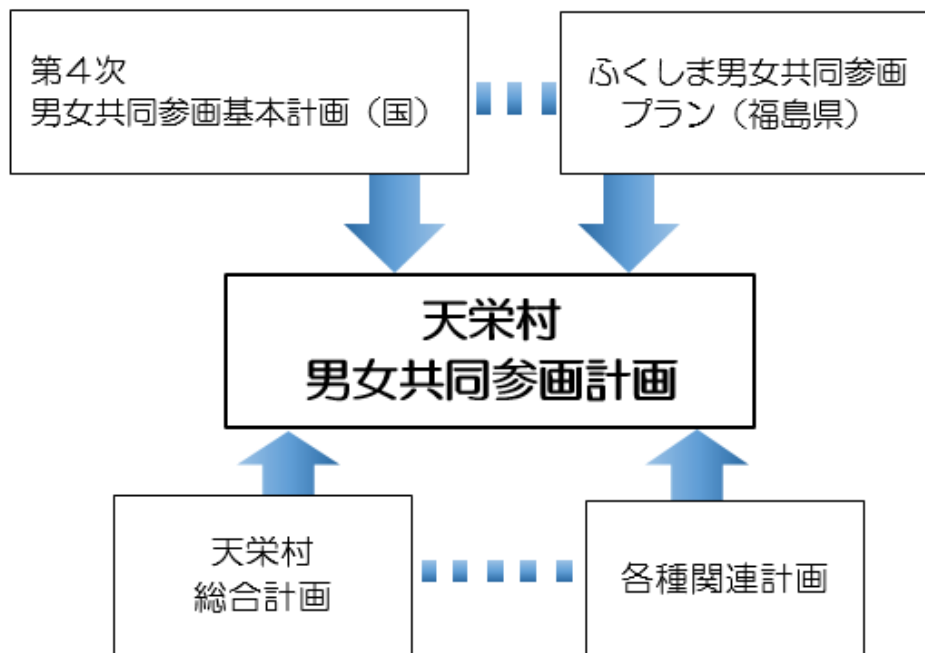 第４次
男女共同参画基本計画（国）
ふくしま男女共同参画
プラン（福島県）
天栄村
男女共同参画計画
天栄村
総合計画
各種関連計画